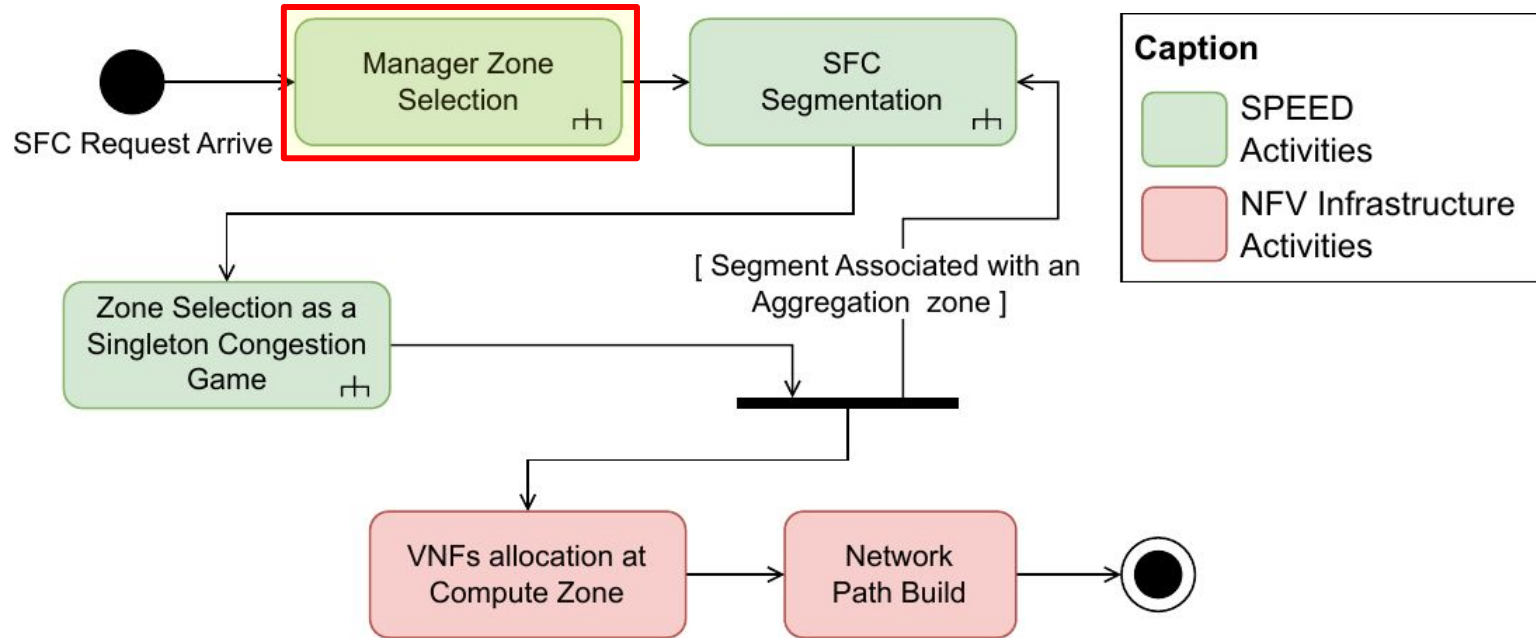 Manager Zone
Selection
SFC
Segmentation
SFC Request Arrive
Caption
SPEED
Activities
NFV Infrastructure
Activities
[ Segment Associated with an
Aggregation zone ]
Zone Selection as a
Singleton Congestion
Game
VNFs allocation at
Compute Zone
Network
Path Build